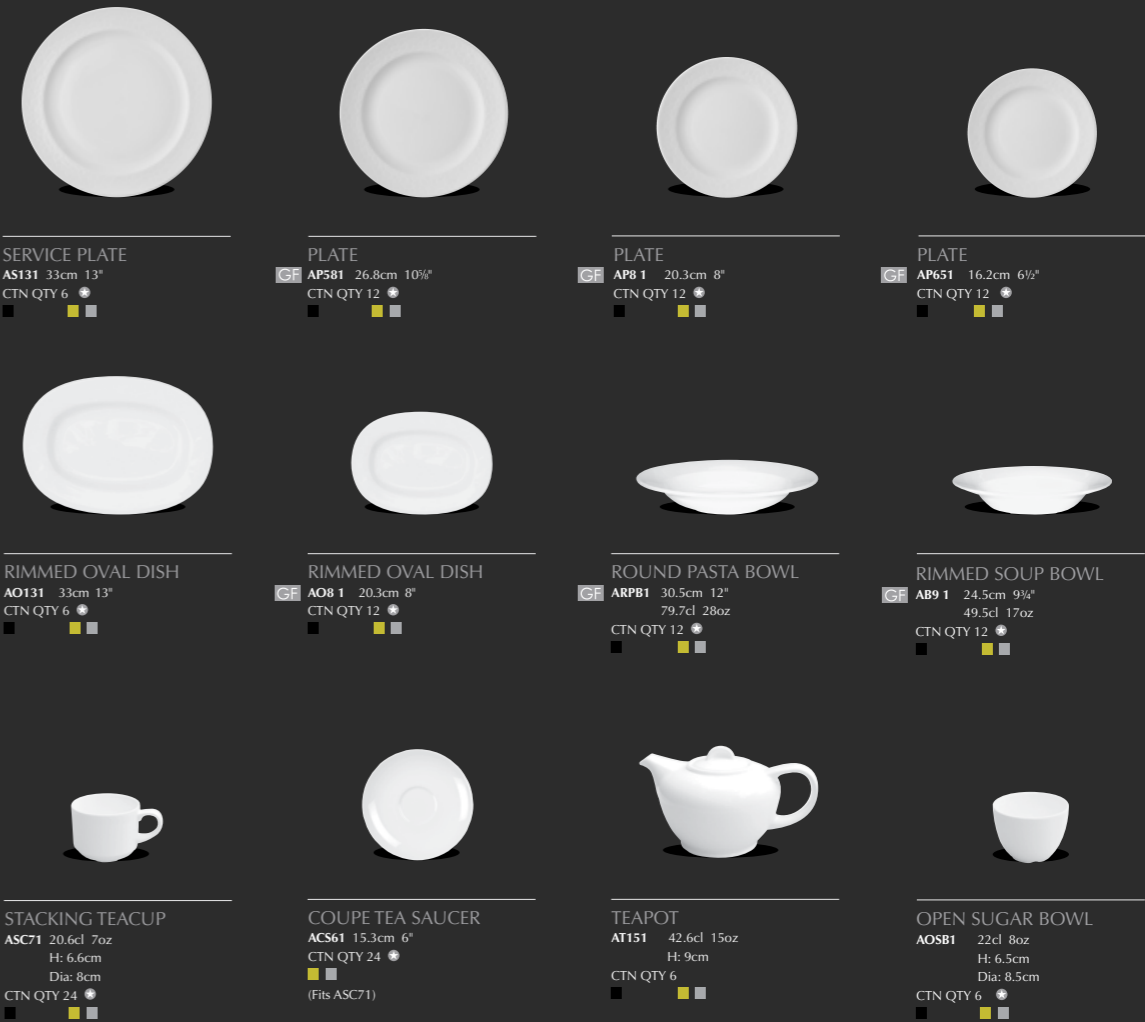 SERVICE PLATE
AS131 33cm 13"
CTN QTY 6
PLATE
GF AP581 26.8cm 10⅝"
CTN QTY 12
PLATE
GF AP8 1 20.3cm 8"
CTN QTY 12
PLATE
GF AP651 16.2cm 6½"
CTN QTY 12
RIMMED OVAL DISH
AO131 33cm 13"
CTN QTY 6
RIMMED OVAL DISH
GF AO8 1 20.3cm 8"
CTN QTY 12
ROUND PASTA BOWL
GF ARPB1 30.5cm 12"
79.7cl 28oz
CTN QTY 12
RIMMED SOUP BOWL
GF AB9 1 24.5cm 9¾"
49.5cl 17oz
CTN QTY 12
STACKING TEACUP
ASC71 20.6cl 7oz
H: 6.6cm
Dia: 8cm
CTN QTY 24
COUPE TEA SAUCER
ACS61 15.3cm 6"
CTN QTY 24
(Fits ASC71)
TEAPOT
AT151 42.6cl 15oz
H: 9cm
CTN QTY 6
OPEN SUGAR BOWL
AOSB1 22cl 8oz
H: 6.5cm
Dia: 8.5cm
CTN QTY 6